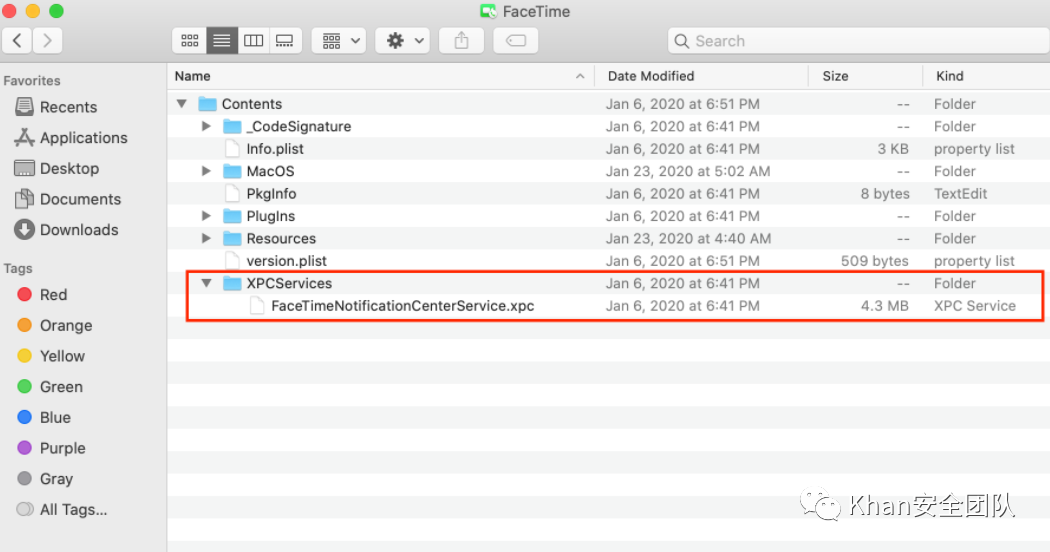 FaceTime
Search
Favorites
Recents
Applications
Desktop
Documents
Downloads
Tags
Red
Orange
Yellow
Green
Blue
Purple
Gray
All Tags...
Name Date Modified Size Kind
Contents Jan 6, 2020 at 6:51 PM -- Folder
_CodeSignature Jan 6, 2020 at 6:41 PM -- Folder
Info.plist Jan 6, 2020 at 6:41 PM 3 KB property list
MacOS Jan 23, 2020 at 5:02 AM -- Folder
PkgInfo Jan 6, 2020 at 6:41 PM 8 bytes TextEdit
PlugIns Jan 6, 2020 at 6:41 PM -- Folder
Resources Jan 23, 2020 at 4:40 AM -- Folder
version.plist Jan 6, 2020 at 6:51 PM 509 bytes property list
XPCServices Jan 6, 2020 at 6:41 PM -- Folder
FaceTimeNotificationCenterService.xpc Jan 6, 2020 at 6:41 PM 4.3 MB XPC Service
Khan安全团队